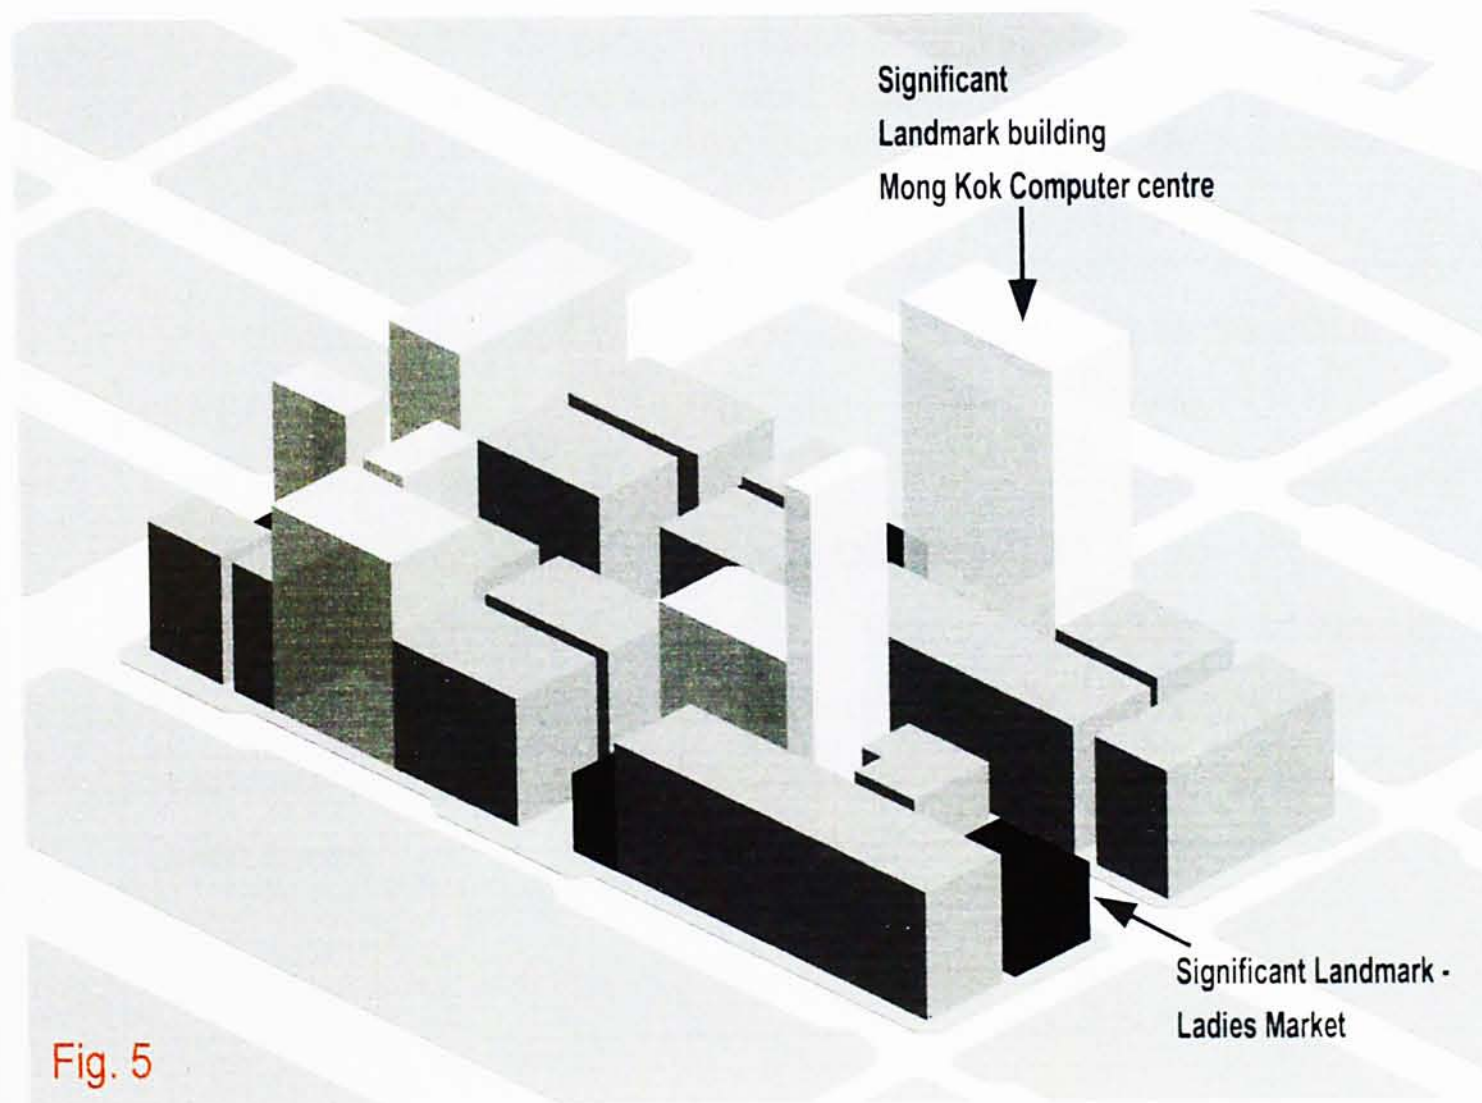 Significant
Landmark building
Mong Kok Computer centre
Significant Landmark -
Ladies Market
Fig. 5